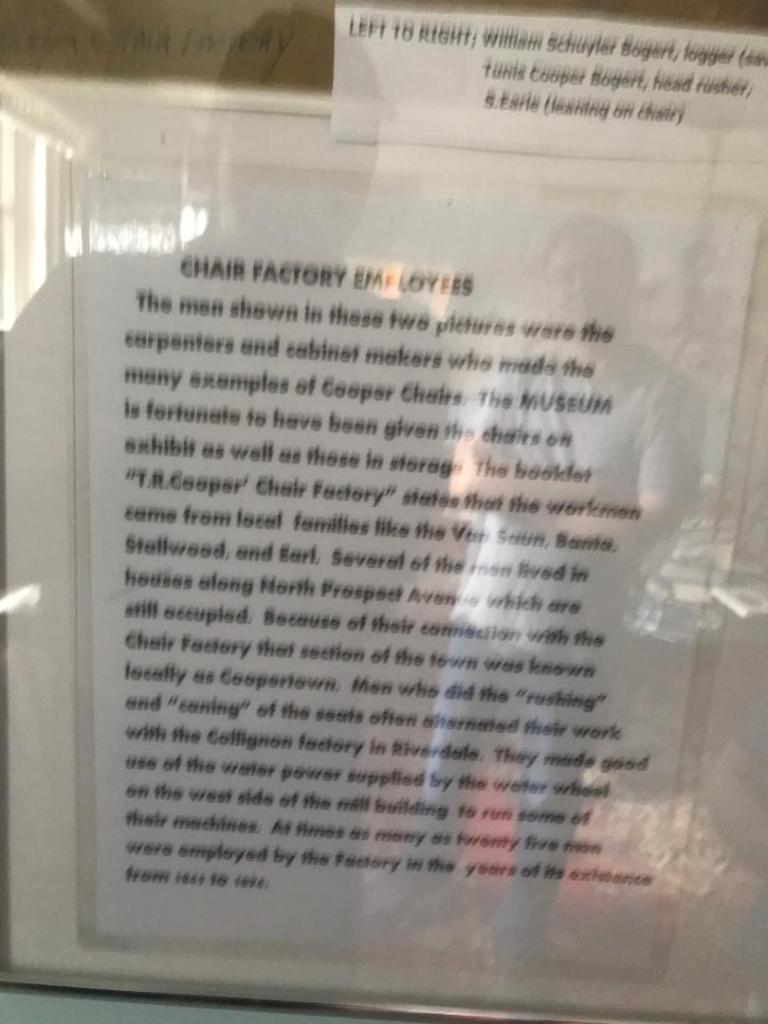 FACTORY
LEFT TO RIGHT; William Schuyler Bogert, logger
Tunis Cooper Bogert, head rusher;
S.Earle (leaning on chair)
CHAIR FACTORY EMPLOYEES
The men shown in these two pictures were the
carpenters and cabinet makers who made the
many examples of Cooper Chairs. The MUSEUM
is fortunate to have been given the chairs on
exhibit as well as those in storage. The booklet
"T.R.Cooper' Chair Factory" states that the workmen
came from local families like the Van Saun, Banta,
Stallwood, and Earl. Several of the men lived in
houses along North Prospect Avenue which are
still occupied. Because of their connection with the
Chair Factory that section of the town was known
locally as Coopertown. Men who did the "rushing"
and "caning" of the seats often alternated their work
with the Collignon factory in Riverdale. They made good
use of the water power supplied by the water wheel
on the west side of the mill building to run some of
their machines. At times as many as twenty five men
were employed by the Factory in the years of its existence
from to